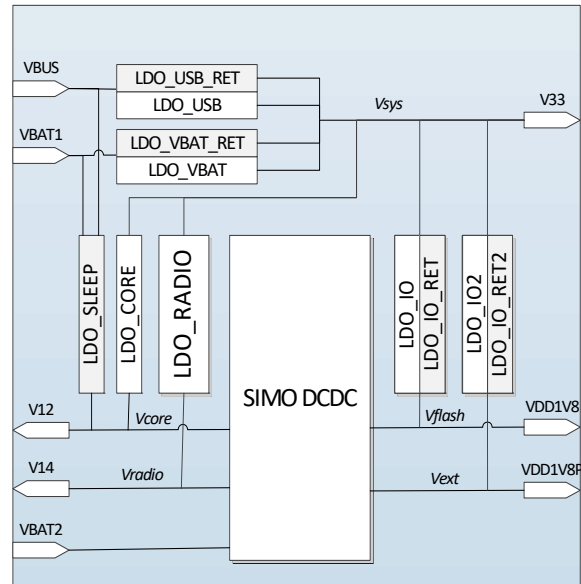 VBUS
LDO_USB_RET
LDO_USB
Vsys
V33
VBAT1
LDO_VBAT_RET
LDO_VBAT
LDO_SLEEP
LDO_CORE
LDO_RADIO
SIMO DCDC
LDO_IO
LDO_IO_RET
LDO_IO2
LDO_IO_RET2
V12
Vcore
Vflash
VDD1V8
V14
Vradio
Vext
VDD1V8P
VBAT2